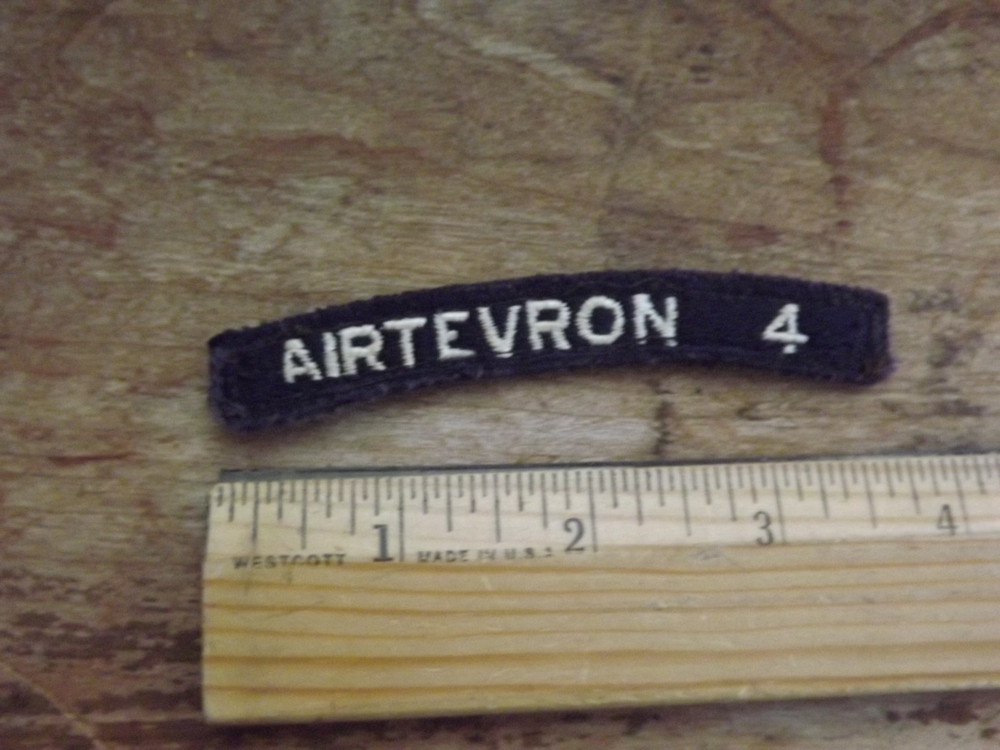 AIRTEVRON 4
1 2 3 4
WESTCOTT MADE IN U.S.A